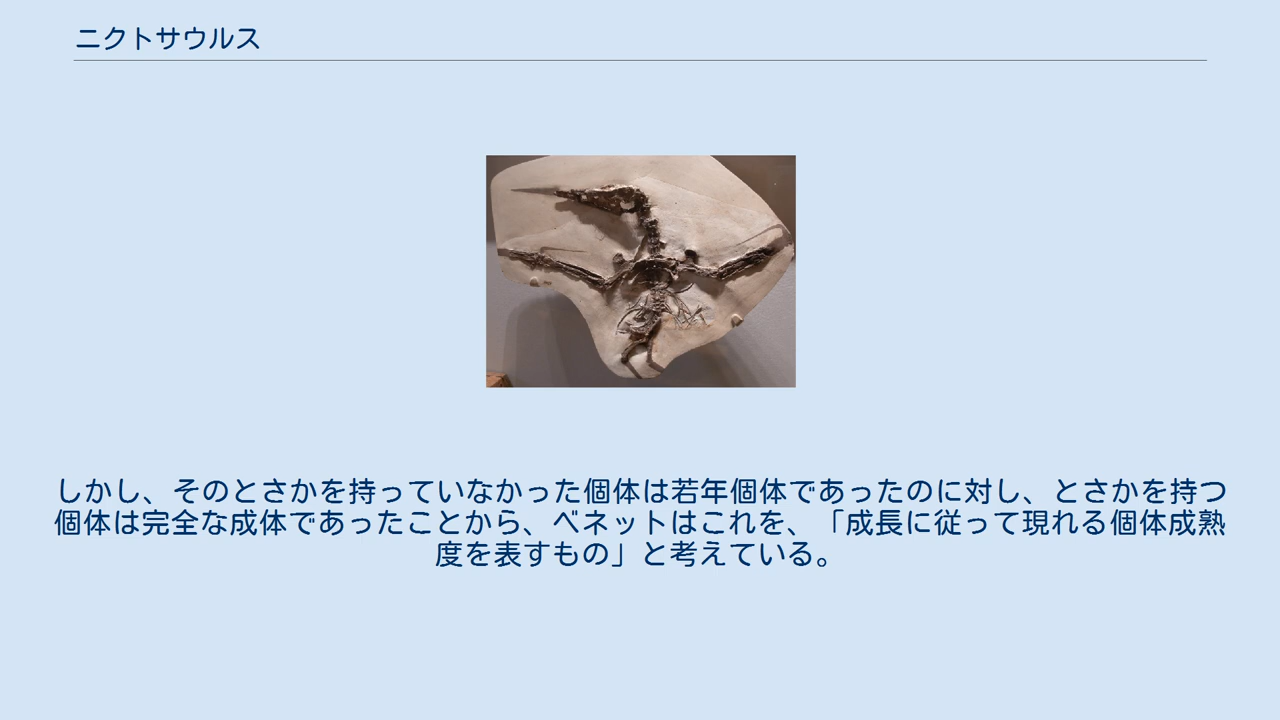 ニクトサウルス
しかし、そのとさかを持っていなかった個体は若年個体であったのに対し、とさかを持つ
個体は完全な成体であったことから、ベネットはこれを、「成長に従って現れる個体成熟
度を表すもの」と考えている。